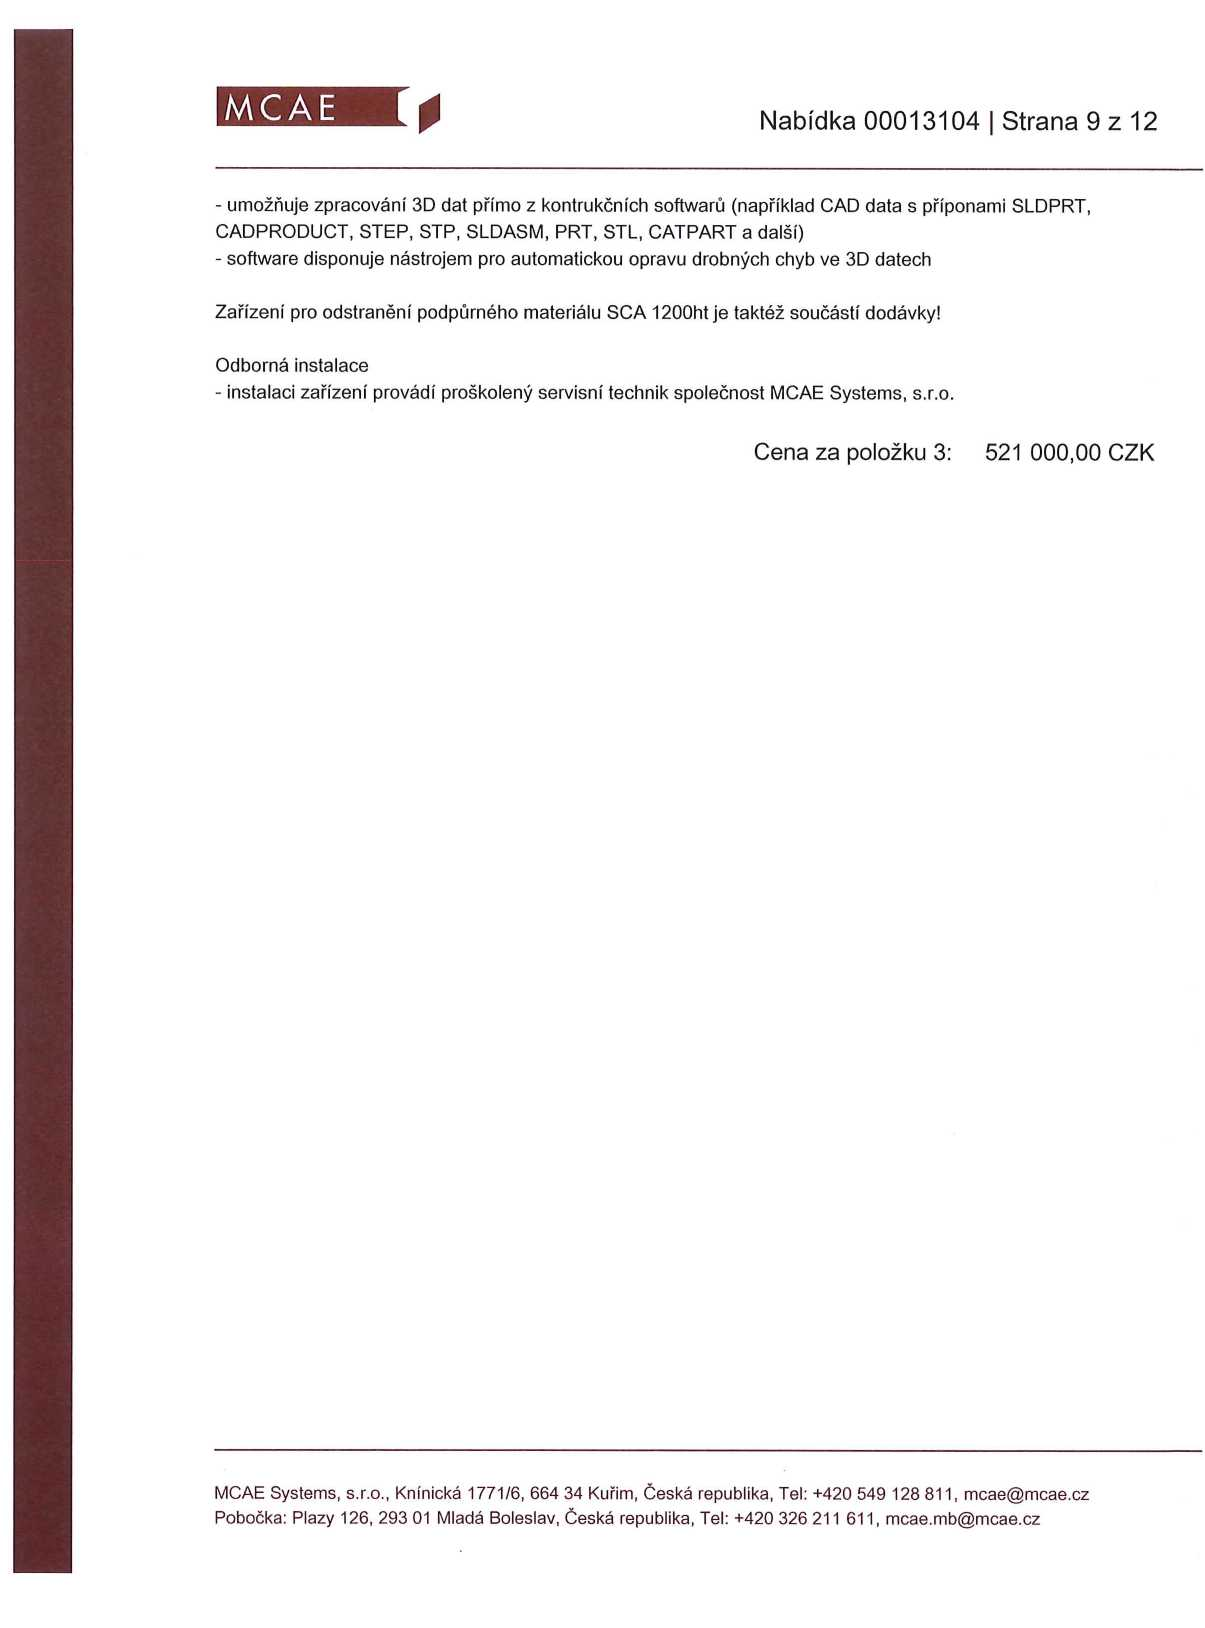 MCAE
Nabídka 00013104 | Strana 9 z 12
- umožňuje zpracování 3D dat přímo z kontrukčních softwarů (například CAD data s příponami SLDPRT,
CADPRODUCT, STEP, STP, SLDASM, PRT, STL, CATPART a další)
- software disponuje nástrojem pro automatickou opravu drobných chyb ve 3D datech
Zařízení pro odstranění podpůrného materiálu SCA 1200ht je taktéž součástí dodávky!
Odborná instalace
- instalaci zařízení provádí proškolený servisní technik společnost MCAE Systems, s.r.o.
Cena za položku 3: 521 000,00 CZK
MCAE Systems, s.r.o., Knínická 1771/6, 664 34 Kuřim, Česká republika, Tel: +420 549 128 811, mcae@mcae.cz
Pobočka: Plazy 126, 293 01 Mladá Boleslav, Česká republika, Tel: +420 326 211 611, mcae.mb@mcae.cz